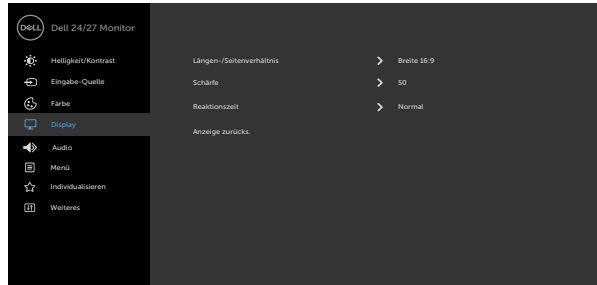 DELL Dell 24/27 Monitor
Helligkeit/Kontrast
Eingabe-Quelle
Farbe
Display
Audio
Menü
Individualisieren
Weiteres
Längen-/Seitenverhältnis Breite 16:9
Schärfe 50
Reaktionszeit Normal
Anzeige zurücks.